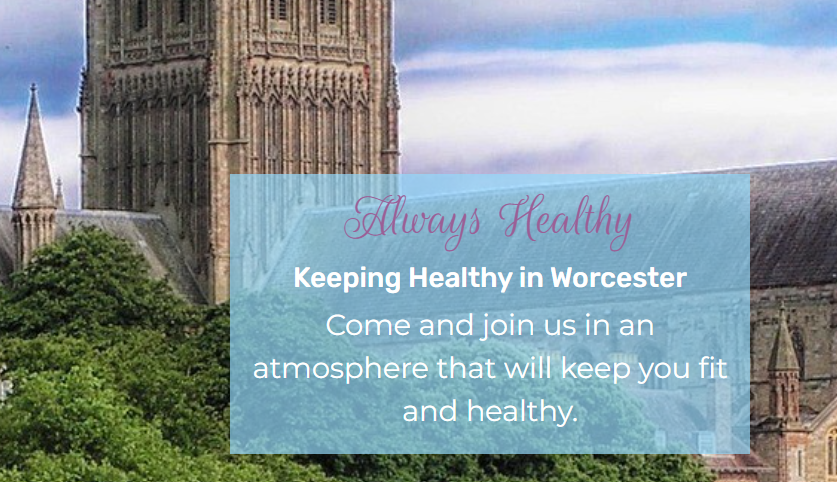 Always Healthy
Keeping Healthy in Worcester
Come and join us in an
atmosphere that will keep you fit
and healthy.